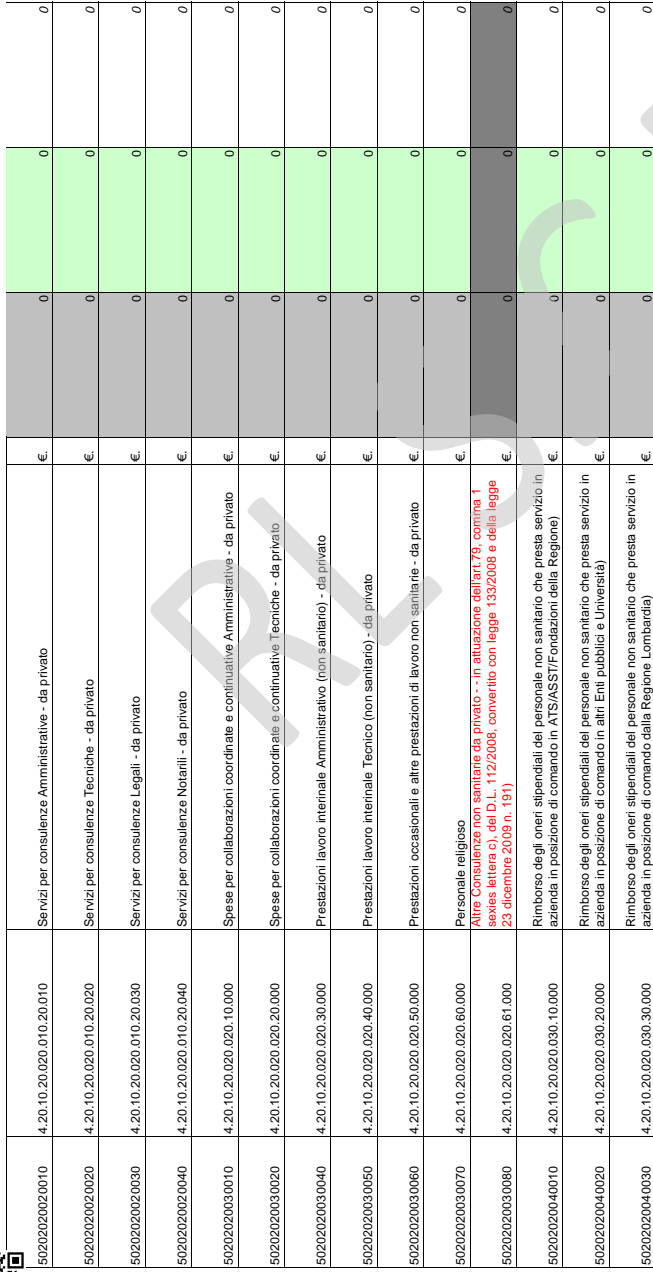 50202020020010 4.20.10.20.020.010.20.010 Servizi per consulenze Amministrative - da privato €. 0 0 0
50202020020020 4.20.10.20.020.010.20.020 Servizi per consulenze Tecniche - da privato €. 0 0 0
50202020020030 4.20.10.20.020.010.20.030 Servizi per consulenze Legali - da privato €. 0 0 0
50202020020040 4.20.10.20.020.010.20.040 Servizi per consulenze Notarili - da privato €. 0 0 0
50202020030010 4.20.10.20.020.020.10.000 Spese per collaborazioni coordinate e continuative Amministrative - da privato €. 0 0 0
50202020030020 4.20.10.20.020.020.20.000 Spese per collaborazioni coordinate e continuative Tecniche - da privato €. 0 0 0
50202020030040 4.20.10.20.020.020.30.000 Prestazioni lavoro interinale Amministrativo (non sanitario) - da privato €. 0 0 0
50202020030050 4.20.10.20.020.020.40.000 Prestazioni lavoro interinale Tecnico (non sanitario) - da privato €. 0 0 0
50202020030060 4.20.10.20.020.020.50.000 Prestazioni occasionali e altre prestazioni di lavoro non sanitarie - da privato €. 0 0 0
50202020030070 4.20.10.20.020.020.60.000 Personale religioso €. 0 0 0
50202020030080 4.20.10.20.020.020.61.000 Altre Consulenze non sanitarie da privato - - in attuazione dell'art.79, comma 1
sexies lettera c), del D.L. 112/2008, convertito con legge 133/2008 e della legge
23 dicembre 2009 n. 191) €. 0 0 0
50202020040010 4.20.10.20.020.030.10.000 Rimborso degli oneri stipendiali del personale non sanitario che presta servizio in
azienda in posizione di comando in ATS/ASST/Fondazioni della Regione) €. 0 0 0
50202020040020 4.20.10.20.020.030.20.000 Rimborso degli oneri stipendiali del personale non sanitario che presta servizio in
azienda in posizione di comando in altri Enti pubblici e Università) €. 0 0 0
50202020040030 4.20.10.20.020.030.30.000 Rimborso degli oneri stipendiali del personale non sanitario che presta servizio in
azienda in posizione di comando dalla Regione Lombardia) €. 0 0 0
RL